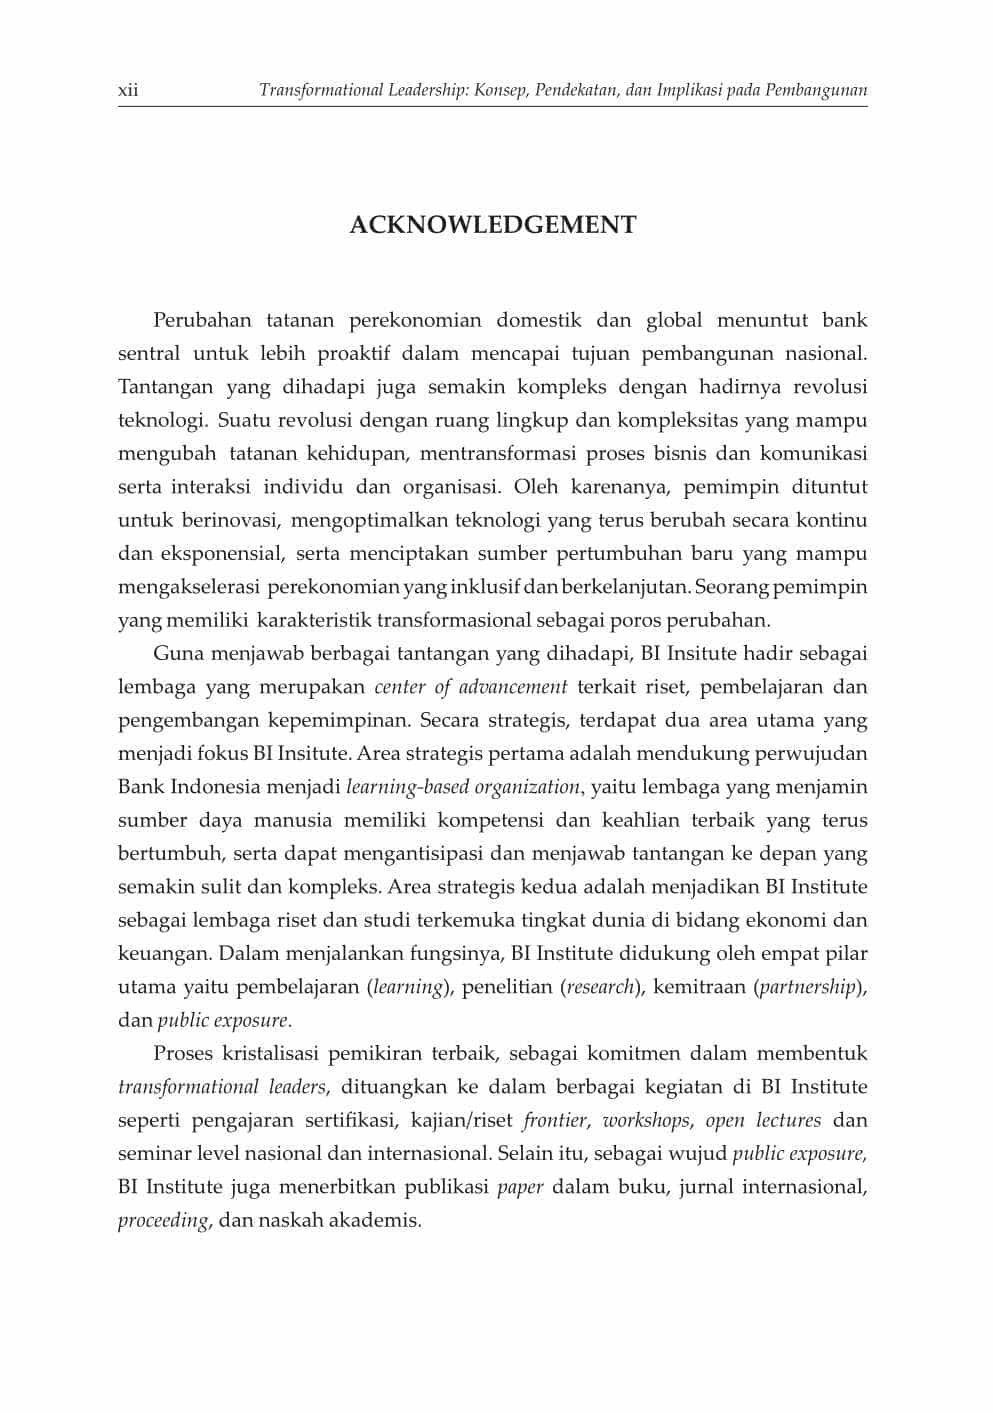 xii Transformational Leadership: Konsep, Pendekatan, dan Implikasi pada Pembangunan
ACKNOWLEDGEMENT
Perubahan tatanan perekonomian domestik dan global menuntut bank
sentral untuk lebih proaktif dalam mencapai tujuan pembangunan nasional.
Tantangan yang dihadapi juga semakin kompleks dengan hadirnya revolusi
teknologi. Suatu revolusi dengan ruang lingkup dan kompleksitas yang mampu
mengubah tatanan kehidupan, mentransformasi proses bisnis dan komunikasi
serta interaksi individu dan organisasi. Oleh karenanya, pemimpin dituntut
untuk berinovasi, mengoptimalkan teknologi yang terus berubah secara kontinu
dan eksponensial, serta menciptakan sumber pertumbuhan baru yang mampu
mengakselerasi perekonomian yang inklusif dan berkelanjutan. Seorang pemimpin
yang memiliki karakteristik transformasional sebagai poros perubahan.
Guna menjawab berbagai tantangan yang dihadapi, BI Insitute hadir sebagai
lembaga yang merupakan center of advancement terkait riset, pembelajaran dan
pengembangan kepemimpinan. Secara strategis, terdapat dua area utama yang
menjadi fokus BI Insitute. Area strategis pertama adalah mendukung perwujudan
Bank Indonesia menjadi learning-based organization, yaitu lembaga yang menjamin
sumber daya manusia memiliki kompetensi dan keahlian terbaik yang terus
bertumbuh, serta dapat mengantisipasi dan menjawab tantangan ke depan yang
semakin sulit dan kompleks. Area strategis kedua adalah menjadikan BI Institute
sebagai lembaga riset dan studi terkemuka tingkat dunia di bidang ekonomi dan
keuangan. Dalam menjalankan fungsinya, BI Institute didukung oleh empat pilar
utama yaitu pembelajaran (learning), penelitian (research), kemitraan (partnership),
dan public exposure.
Proses kristalisasi pemikiran terbaik, sebagai komitmen dalam membentuk
transformational leaders, dituangkan ke dalam berbagai kegiatan di BI Institute
seperti pengajaran sertifikasi, kajian/riset frontier, workshops, open lectures dan
seminar level nasional dan internasional. Selain itu, sebagai wujud public exposure,
BI Institute juga menerbitkan publikasi paper dalam buku, jurnal internasional,
proceeding, dan naskah akademis.